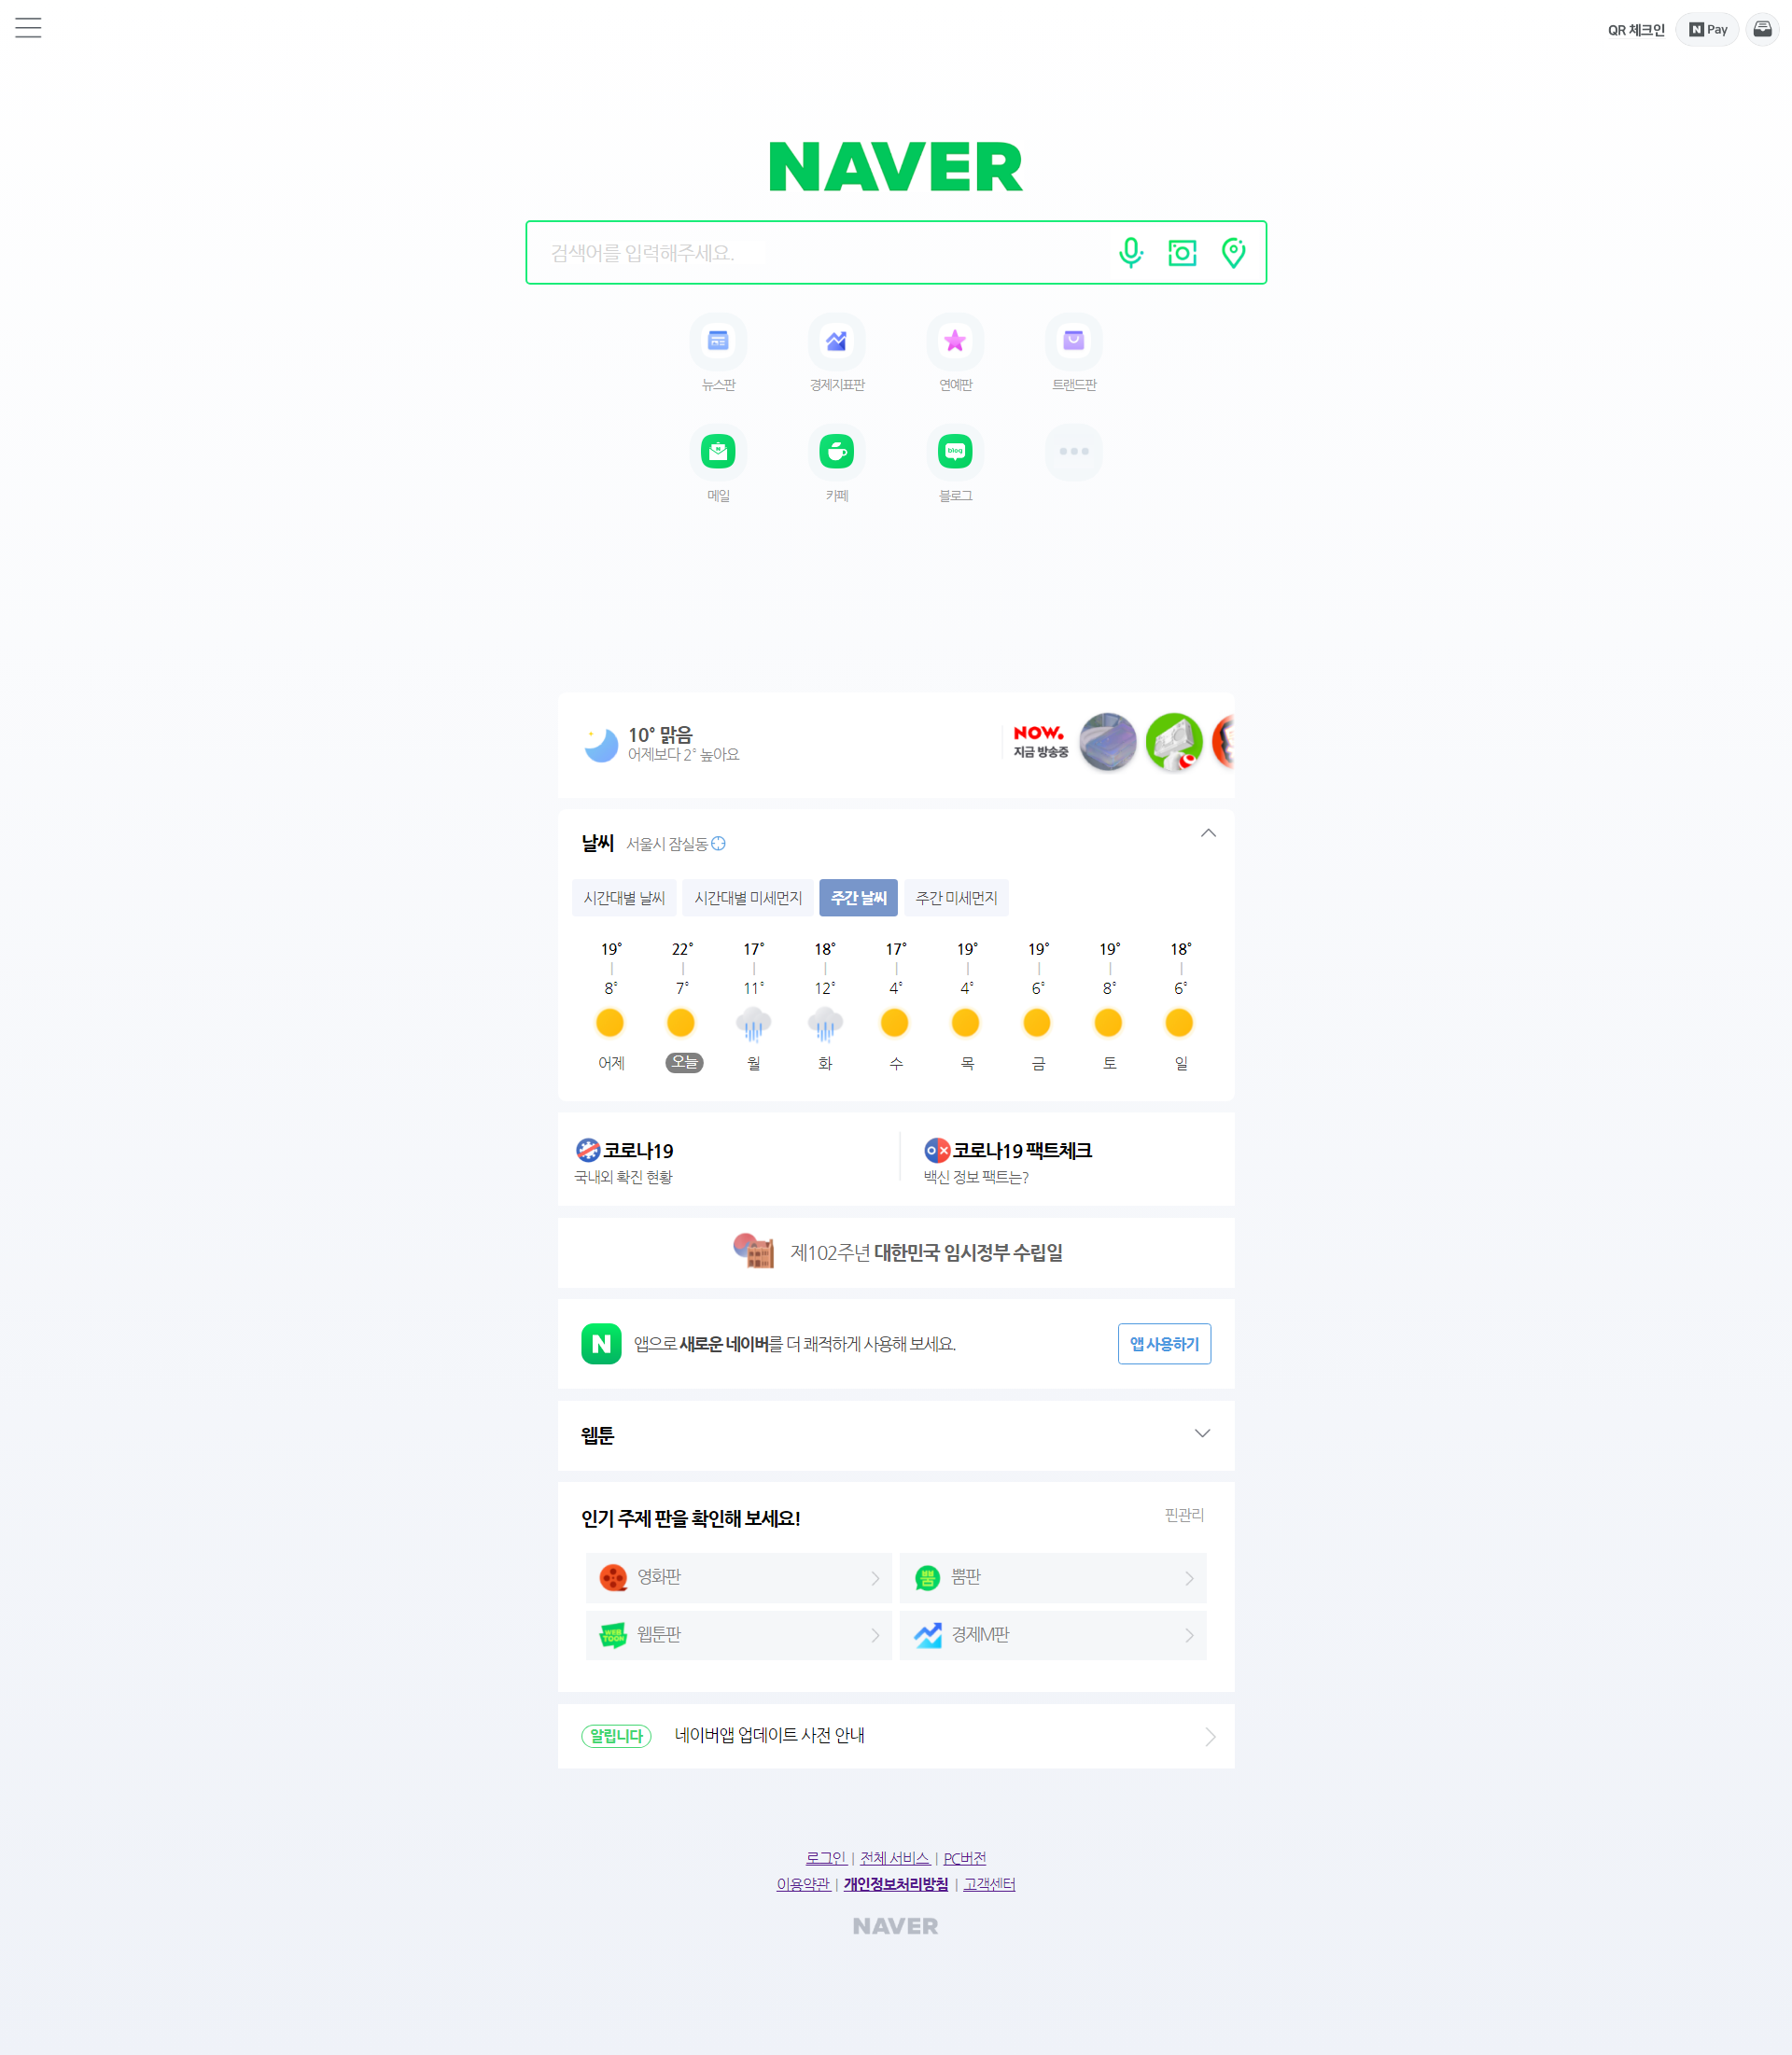 QR 체크인 N Pay
NAVER
검색어를 입력해주세요.
뉴스판 경제지표판 연예판 트랜드판
blog
메일 카페 블로그
10° 맑음
어제보다 2° 높아요
NOW.
지금 방송중
날씨 서울시 잠실동
시간대별 날씨 시간대별 미세먼지 주간 날씨 주간 미세먼지
19° 22° 17° 18° 17° 19° 19° 19° 18°
8° 7° 11° 12° 4° 4° 6° 8° 6°
어제 오늘 월 화 수 목 금 토 일
코로나19 코로나19 팩트체크
국내외 확진 현황 백신 정보 팩트는?
제102주년 대한민국 임시정부 수립일
N 앱으로 새로운 네이버를 더 쾌적하게 사용해 보세요. 앱 사용하기
웹툰
인기 주제 판을 확인해 보세요! 핀관리
영화판 뿜 뿜판
WEB TOON 웹툰판 경제M판
알립니다 네이버앱 업데이트 사전 안내
로그인 | 전체 서비스 | PC버전
이용약관 | 개인정보처리방침 | 고객센터
NAVER